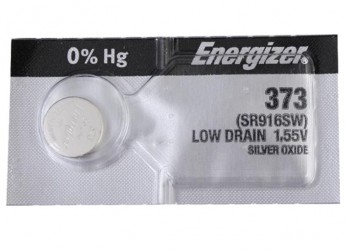 0% Hg
Energizer
373
(SR916SW)
LOW DRAIN 1.55V
SILVER OXIDE